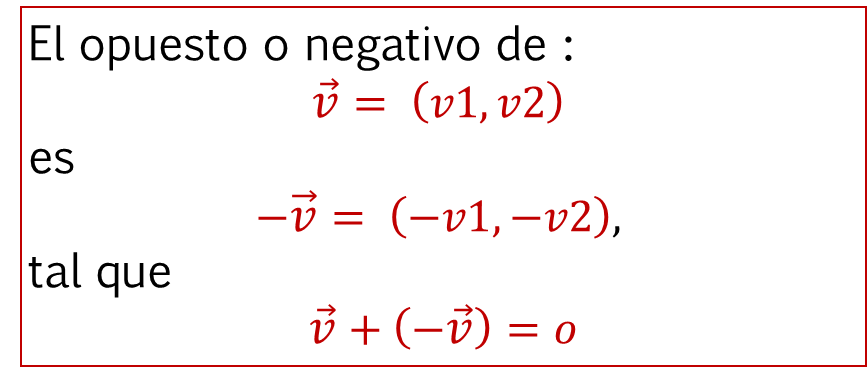 El opuesto o negativo de :
v⃗ = (v1, v2)
es
−v⃗ = (−v1, −v2),
tal que
v⃗ + (−v⃗) = o